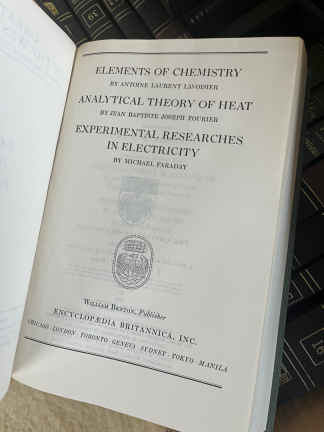 ELEMENTS OF CHEMISTRY
BY ANTOINE LAURENT LAVOISIER
ANALYTICAL THEORY OF HEAT
BY JEAN BAPTISTE JOSEPH FOURIER
EXPERIMENTAL RESEARCHES
IN ELECTRICITY
BY MICHAEL FARADAY
WILLIAM BENTON, Publisher
ENCYCLOPÆDIA BRITANNICA, INC.
CHICAGO · LONDON · TORONTO · GENEVA · SYDNEY · TOKYO · MANILA